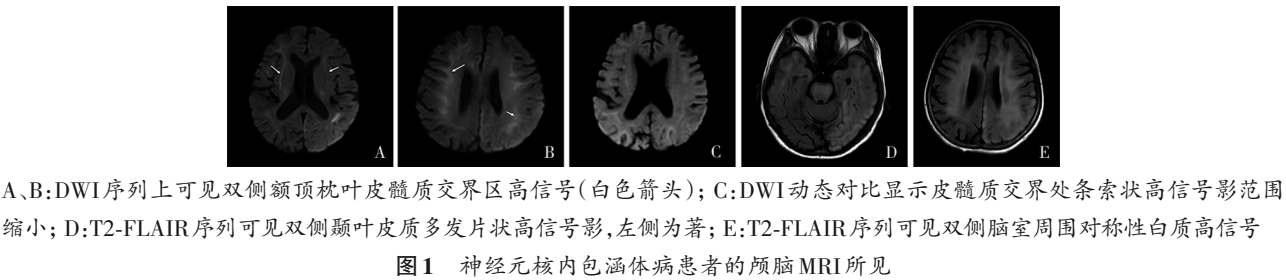 A
B
C
D
E
A、B:DWI序列上可见双侧额顶枕叶皮髓质交界区高信号(白色箭头)；C:DWI动态对比显示皮髓质交界处条索状高信号影范围
缩小；D:T2-FLAIR序列可见双侧颞叶皮质多发片状高信号影,左侧为著；E:T2-FLAIR序列可见双侧脑室周围对称性白质高信号
图1 神经元核内包涵体病患者的颅脑MRI所见